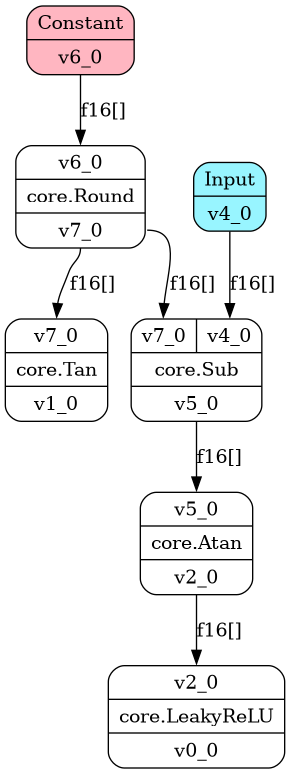 Constant
v6_0
f16[]
v6_0
core.Round
v7_0
Input
v4_0
f16[]
f16[]
f16[]
v7_0
core.Tan
v1_0
v7_0 v4_0
core.Sub
v5_0
f16[]
v5_0
core.Atan
v2_0
f16[]
v2_0
core.LeakyReLU
v0_0